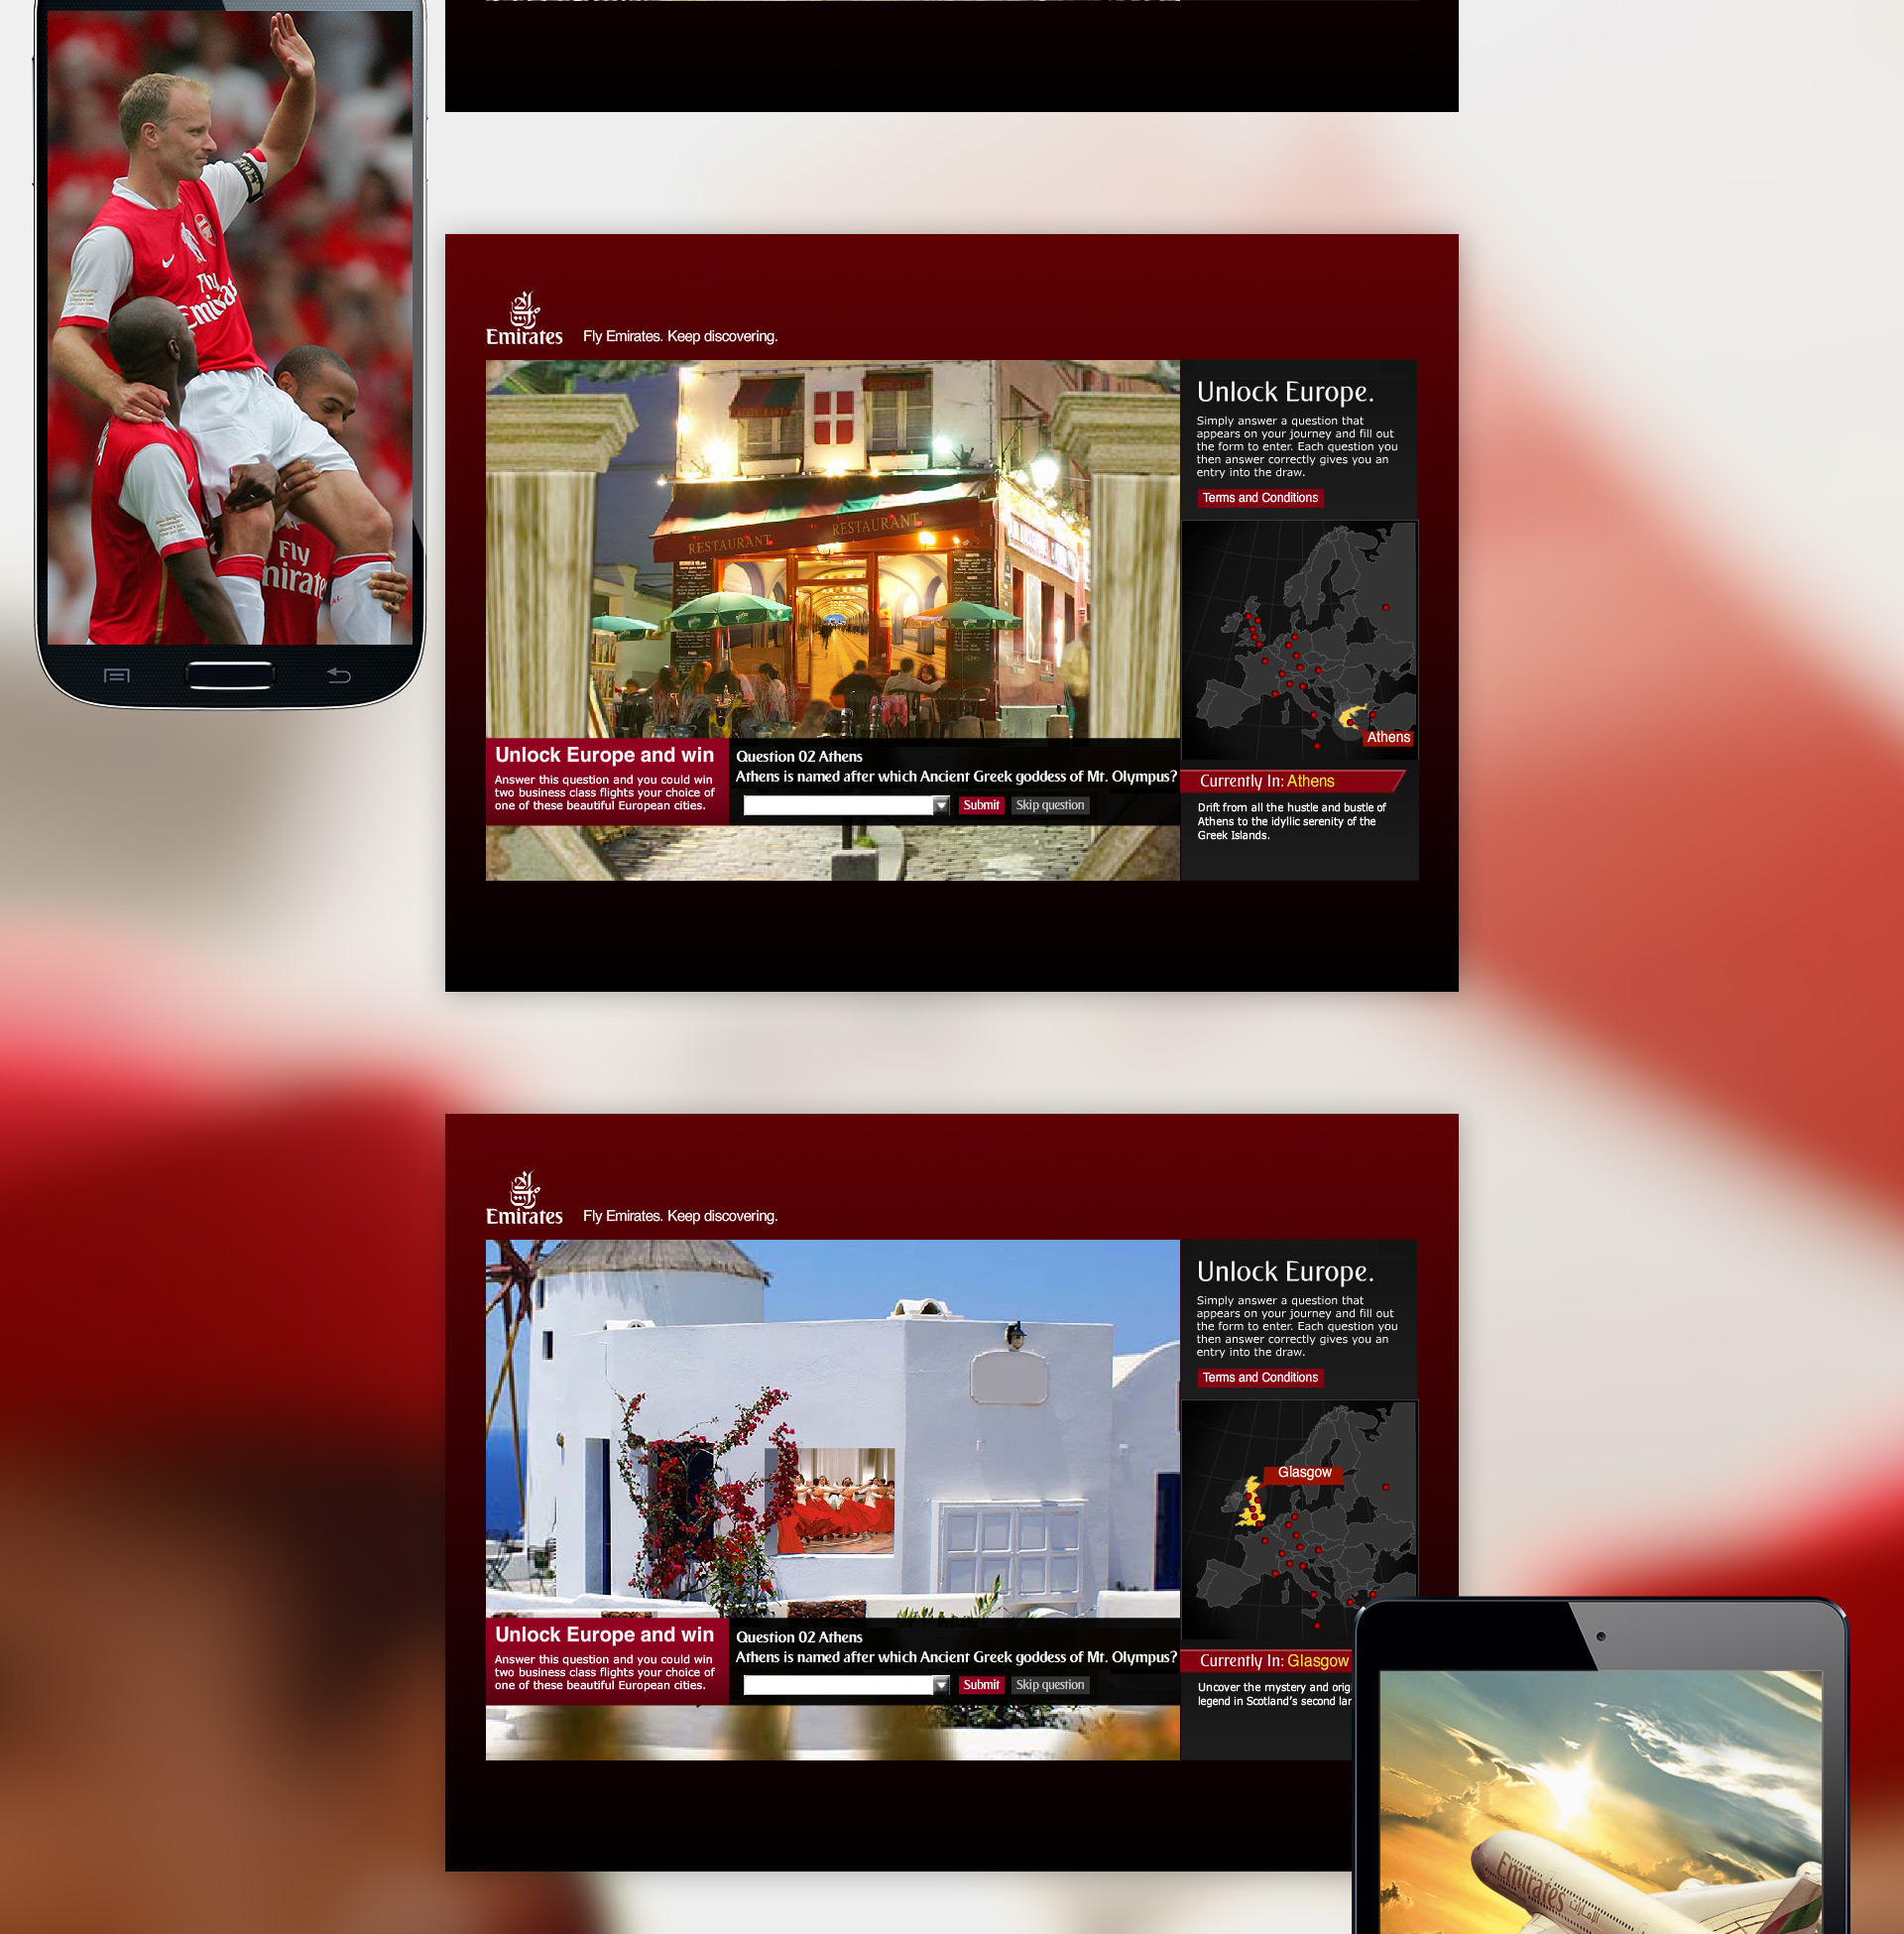 Fly
Emirates
Fly
Emirates
Emirates
Fly Emirates. Keep discovering.
RESTAURANT
RESTAURANT
Unlock Europe.
Simply answer a question that
appears on your journey and fill out
the form to enter. Each question you
then answer correctly gives you an
entry into the draw.
Terms and Conditions
Athens
Unlock Europe and win
Answer this question and you could win
two business class flights your choice of
one of these beautiful European cities.
Question 02 Athens
Athens is named after which Ancient Greek goddess of Mt. Olympus?
Submit
Skip question
Currently In: Athens
Drift from all the hustle and bustle of
Athens to the idyllic serenity of the
Greek Islands.
Emirates
Fly Emirates. Keep discovering.
Unlock Europe.
Simply answer a question that
appears on your journey and fill out
the form to enter. Each question you
then answer correctly gives you an
entry into the draw.
Terms and Conditions
Glasgow
Unlock Europe and win
Answer this question and you could win
two business class flights your choice of
one of these beautiful European cities.
Question 02 Athens
Athens is named after which Ancient Greek goddess of Mt. Olympus?
Submit
Skip question
Currently In: Glasgow
Uncover the mystery and orig
legend in Scotland's second lar
Emirates الإمارات